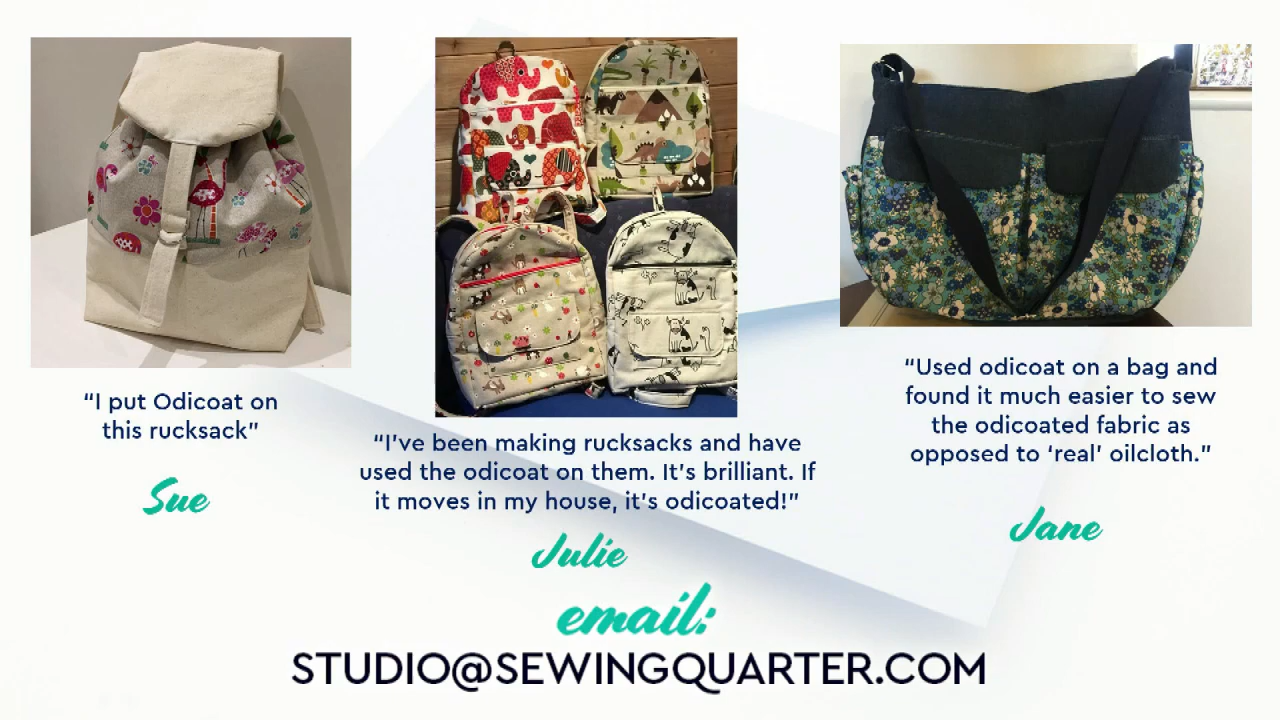 “I put Odicoat on
this rucksack”
Sue
“I’ve been making rucksacks and have
used the odicoat on them. It’s brilliant. If
it moves in my house, it’s odicoated!”
Julie
“Used odicoat on a bag and
found it much easier to sew
the odicoated fabric as
opposed to ‘real’ oilcloth.”
Jane
email:
STUDIO@SEWINGQUARTER.COM